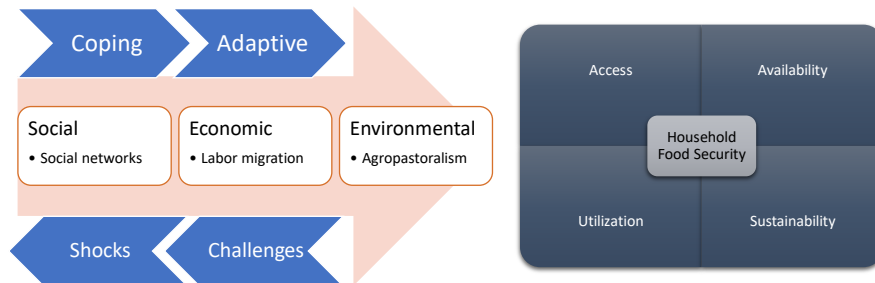 Coping
Adaptive
Social
• Social networks
Economic
• Labor migration
Environmental
• Agropastoralism
Shocks
Challenges
Access
Availability
Household
Food Security
Utilization
Sustainability